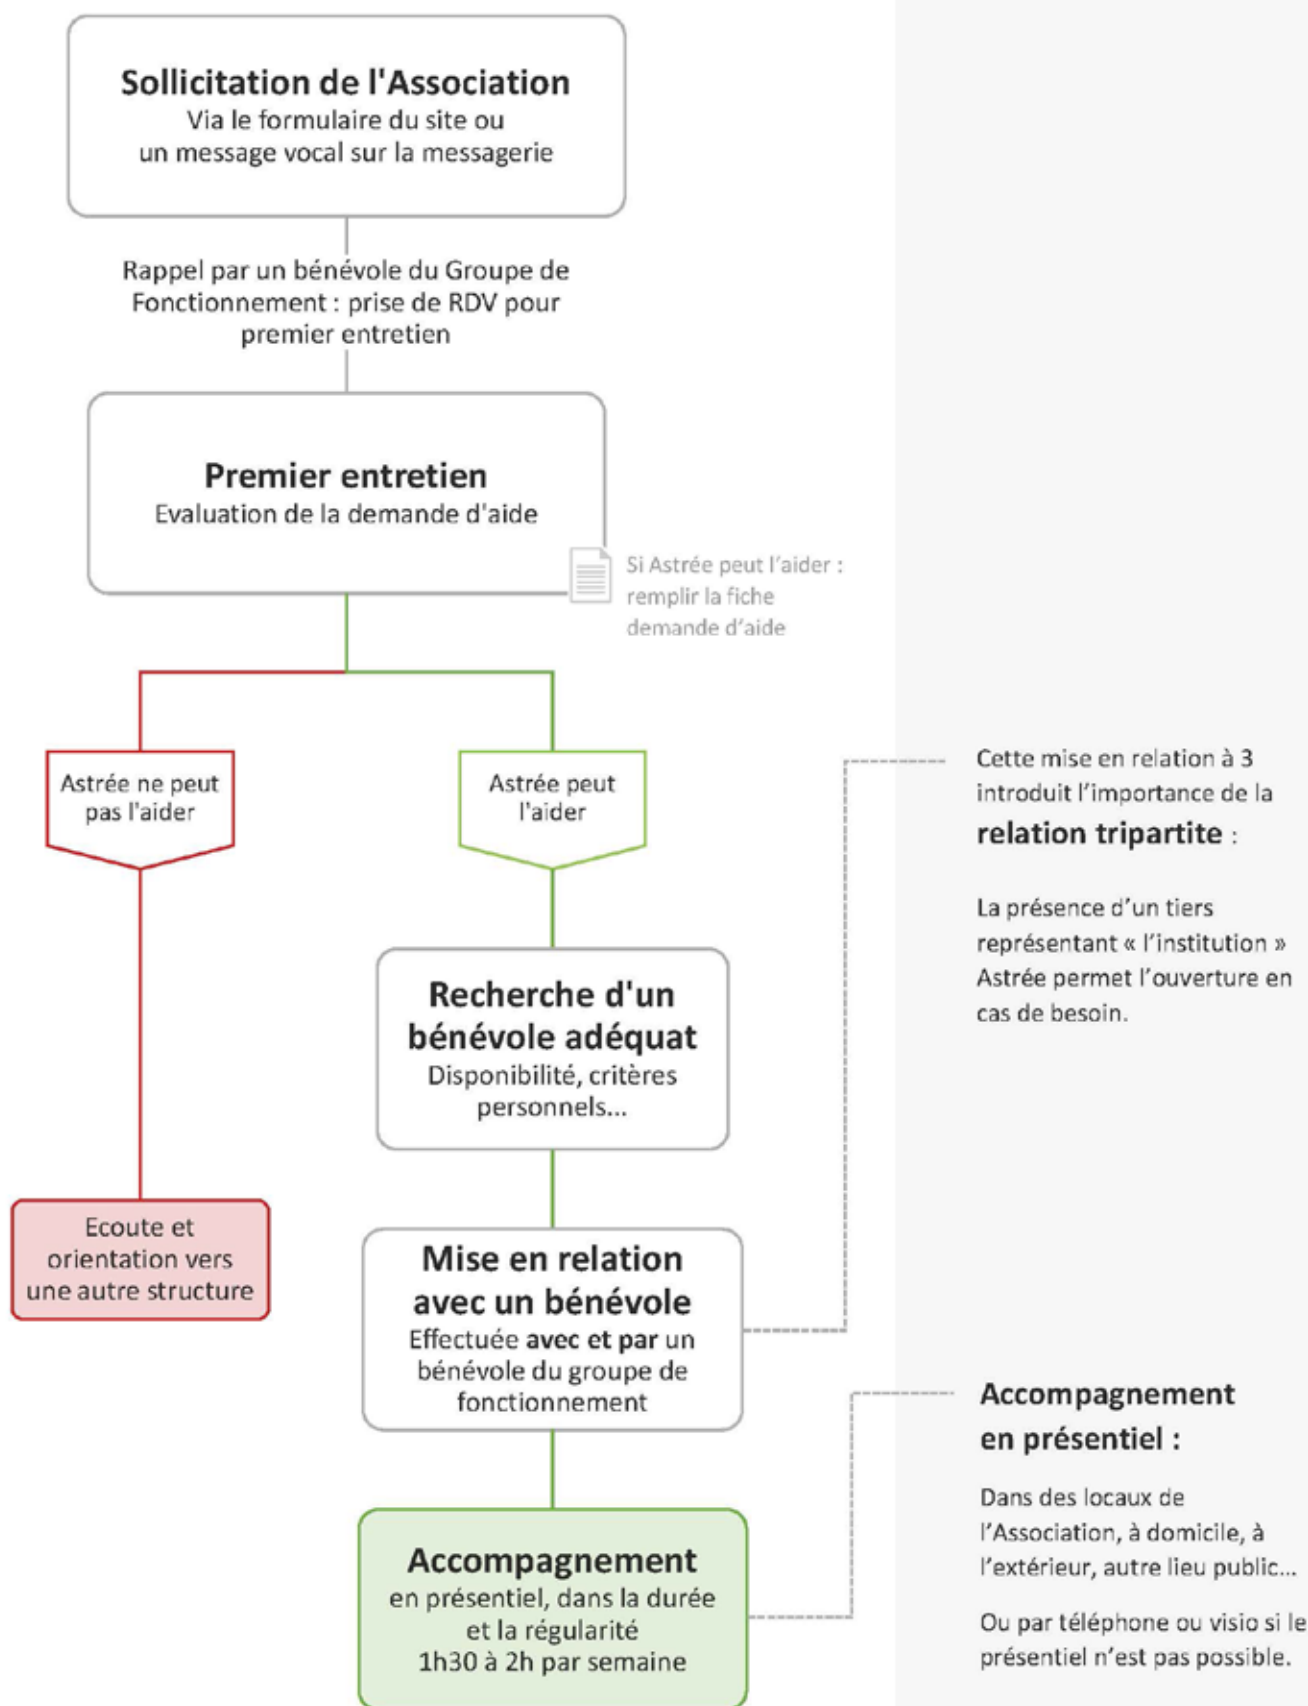 Sollicitation de l'Association
Via le formulaire du site ou
un message vocal sur la messagerie
Rappel par un bénévole du Groupe de
Fonctionnement : prise de RDV pour
premier entretien
Premier entretien
Evaluation de la demande d'aide
Si Astrée peut l'aider :
remplir la fiche
demande d'aide
Astrée ne peut
pas l'aider
Astrée peut
l'aider
Cette mise en relation à 3
introduit l'importance de la
relation tripartite :
La présence d'un tiers
représentant « l'institution »
Astrée permet l'ouverture en
cas de besoin.
Recherche d'un
bénévole adéquat
Disponibilité, critères
personnels...
Ecoute et
orientation vers
une autre structure
Mise en relation
avec un bénévole
Effectuée avec et par un
bénévole du groupe de
fonctionnement
Accompagnement
en présentiel, dans la durée
et la régularité
1h30 à 2h par semaine
Accompagnement
en présentiel :
Dans des locaux de
l'Association, à domicile, à
l'extérieur, autre lieu public...
Ou par téléphone ou visio si le
présentiel n'est pas possible.